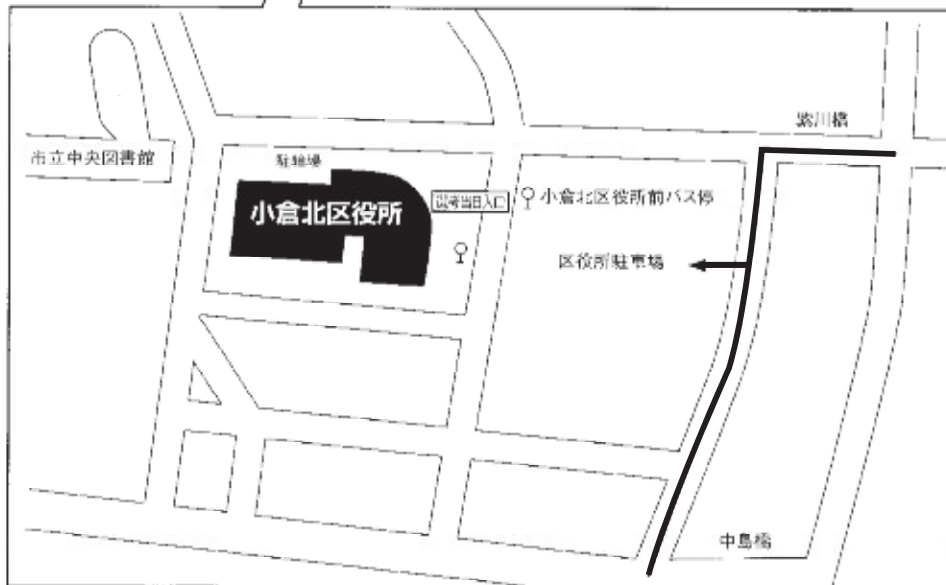 紫川橋
市立中央図書館
駐輪場
小倉北区役所
選考当日入口
小倉北区役所前バス停
区役所駐車場
中島橋